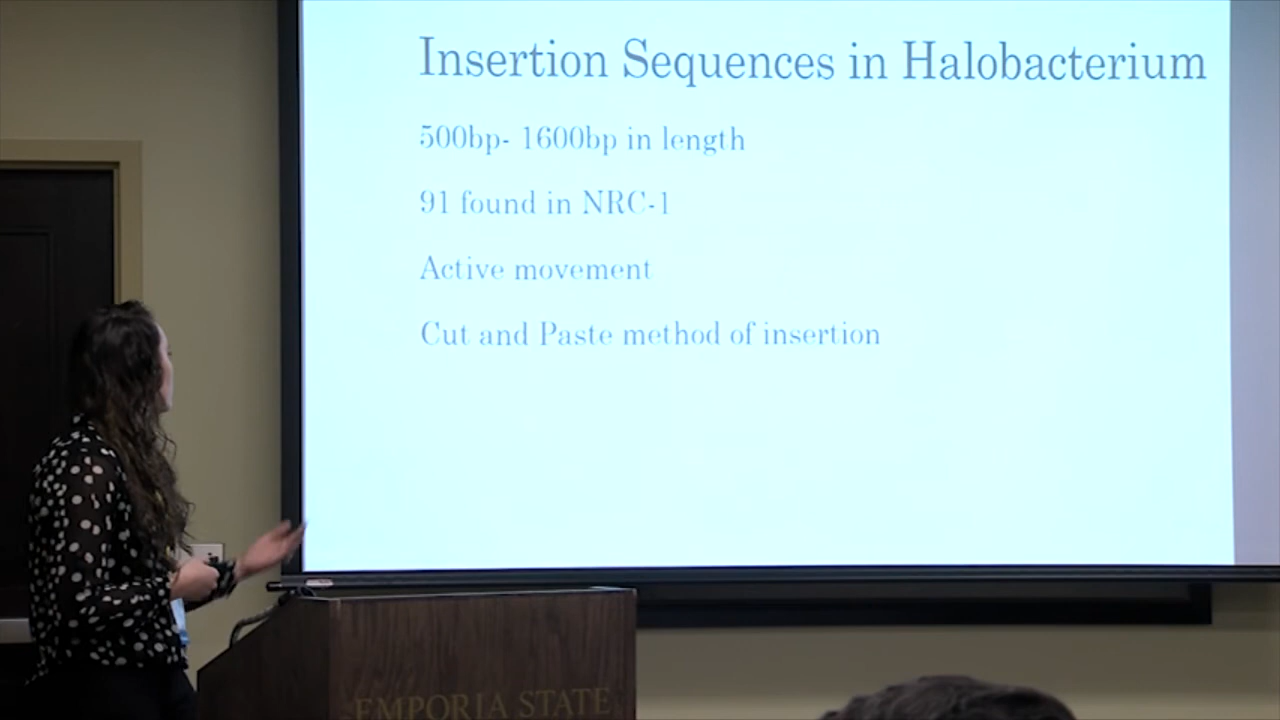 Insertion Sequences in Halobacterium
500bp- 1600bp in length
91 found in NRC-1
Active movement
Cut and Paste method of insertion
EMPORIA STATE